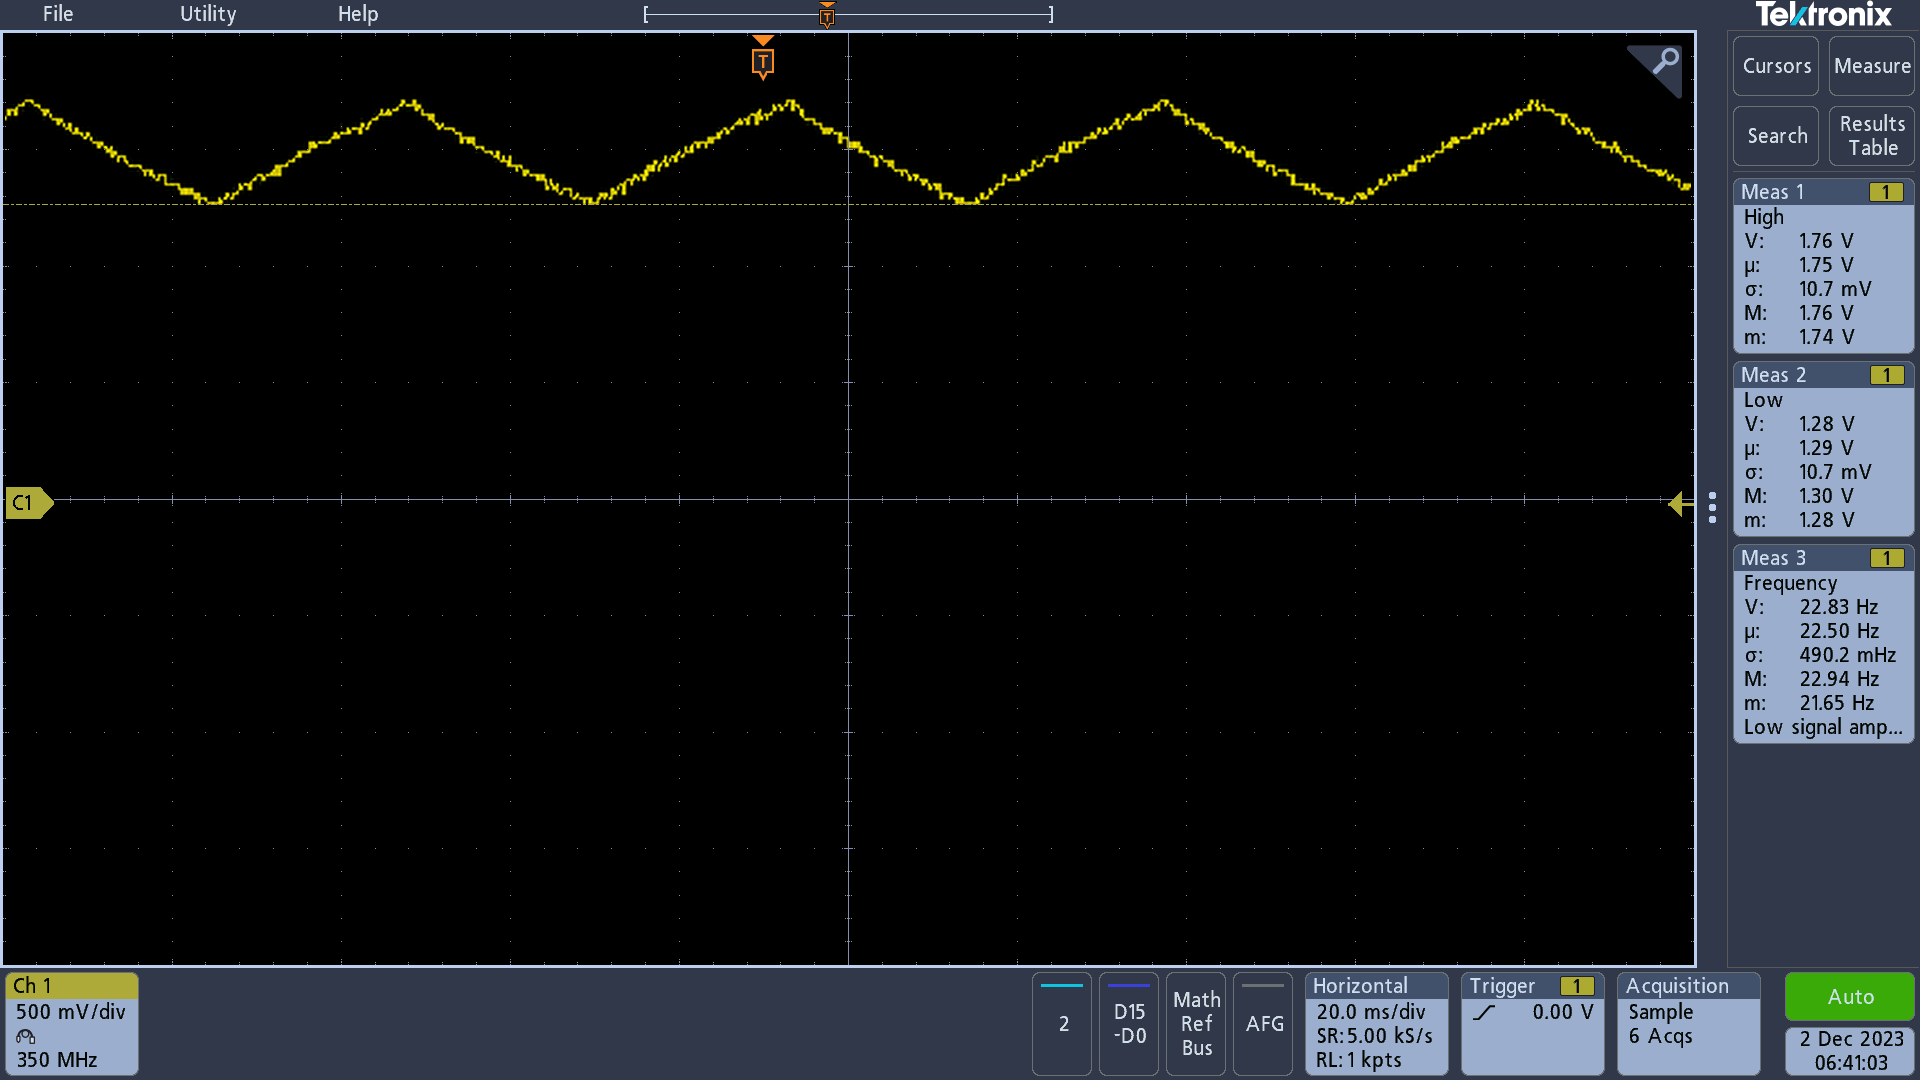 File Utility Help
T
Tektronix
T
Cursors Measure
Search Results Table
Meas 1 1
High
V: 1.76 V
μ: 1.75 V
σ: 10.7 mV
M: 1.76 V
m: 1.74 V
Meas 2 1
Low
V: 1.28 V
μ: 1.29 V
σ: 10.7 mV
M: 1.30 V
m: 1.28 V
C1
Meas 3 1
Frequency
V: 22.83 Hz
μ: 22.50 Hz
σ: 490.2 mHz
M: 22.94 Hz
m: 21.65 Hz
Low signal amp...
Ch 1
500 mV/div
350 MHz
2
D15
-D0
Math
Ref
Bus
AFG
Horizontal
20.0 ms/div
SR: 5.00 kS/s
RL: 1 kpts
Trigger 1
0.00 V
Acquisition
Sample
6 Acqs
Auto
2 Dec 2023
06:41:03